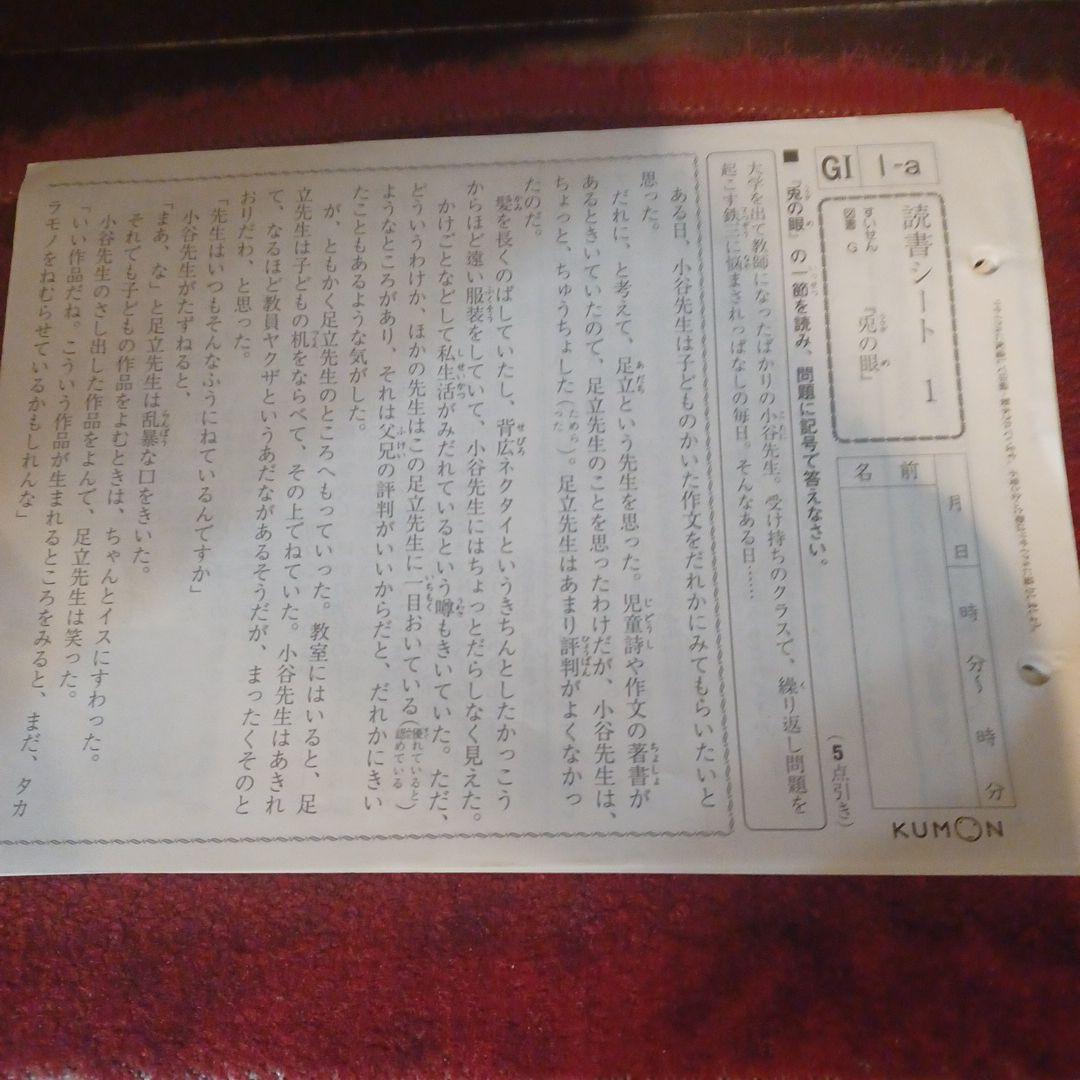 GI 1-a
読書シート 1
すいせん図書 G 『兎の眼』
月 日 時 分〜 時 分
名前
KUMON
■『兎の眼』の一節を読み、問題に記号で答えなさい。
(5点引き)
大学を出て教師になったばかりの小谷先生。受け持ちのクラスで、繰り返し問題を
起こす鉄三に悩まされっぱなしの毎日。そんなある日……
ある日、小谷先生は子どものかいた作文をだれかにみてもらいたいと
思った。
だれに、と考えて、足立という先生を思った。児童詩や作文の著書が
あるときいていたので、足立先生のことを思ったわけだが、小谷先生は、
ちょっと、ちゅうちょした(ためらった)。足立先生はあまり評判がよくなかっ
たのだ。
髪を長くのばしていたし、背広ネクタイというきちんとしたかっこう
からほど遠い服装をしていて、小谷先生にはちょっとだらしなく見えた。
かけごとなどして私生活がみだれているという噂もきいていた。ただ、
どういうわけか、ほかの先生はこの足立先生に一目おいている(優れていると認めている)
ようなところがあり、それは父兄の評判がいいからだと、だれかにきい
たこともあるような気がした。
が、ともかく足立先生のところへもっていった。教室にはいると、足
立先生は子どもの机をならべて、その上でねていた。小谷先生はあきれ
て、なるほど教員ヤクザというあだながあるそうだが、まったくそのと
おりだわ、と思った。
「先生はいつもそんなふうにねているんですか」
小谷先生がたずねると、
「まあ、な」と足立先生は乱暴な口をきいた。
それでも子どもの作品をよむときは、ちゃんとイスにすわった。
小谷先生のさし出した作品をよんで、足立先生は笑った。
「いい作品だね。こういう作品が生まれるところをみると、まだ、タカ
ラモノをねむらせているかもしれんな」